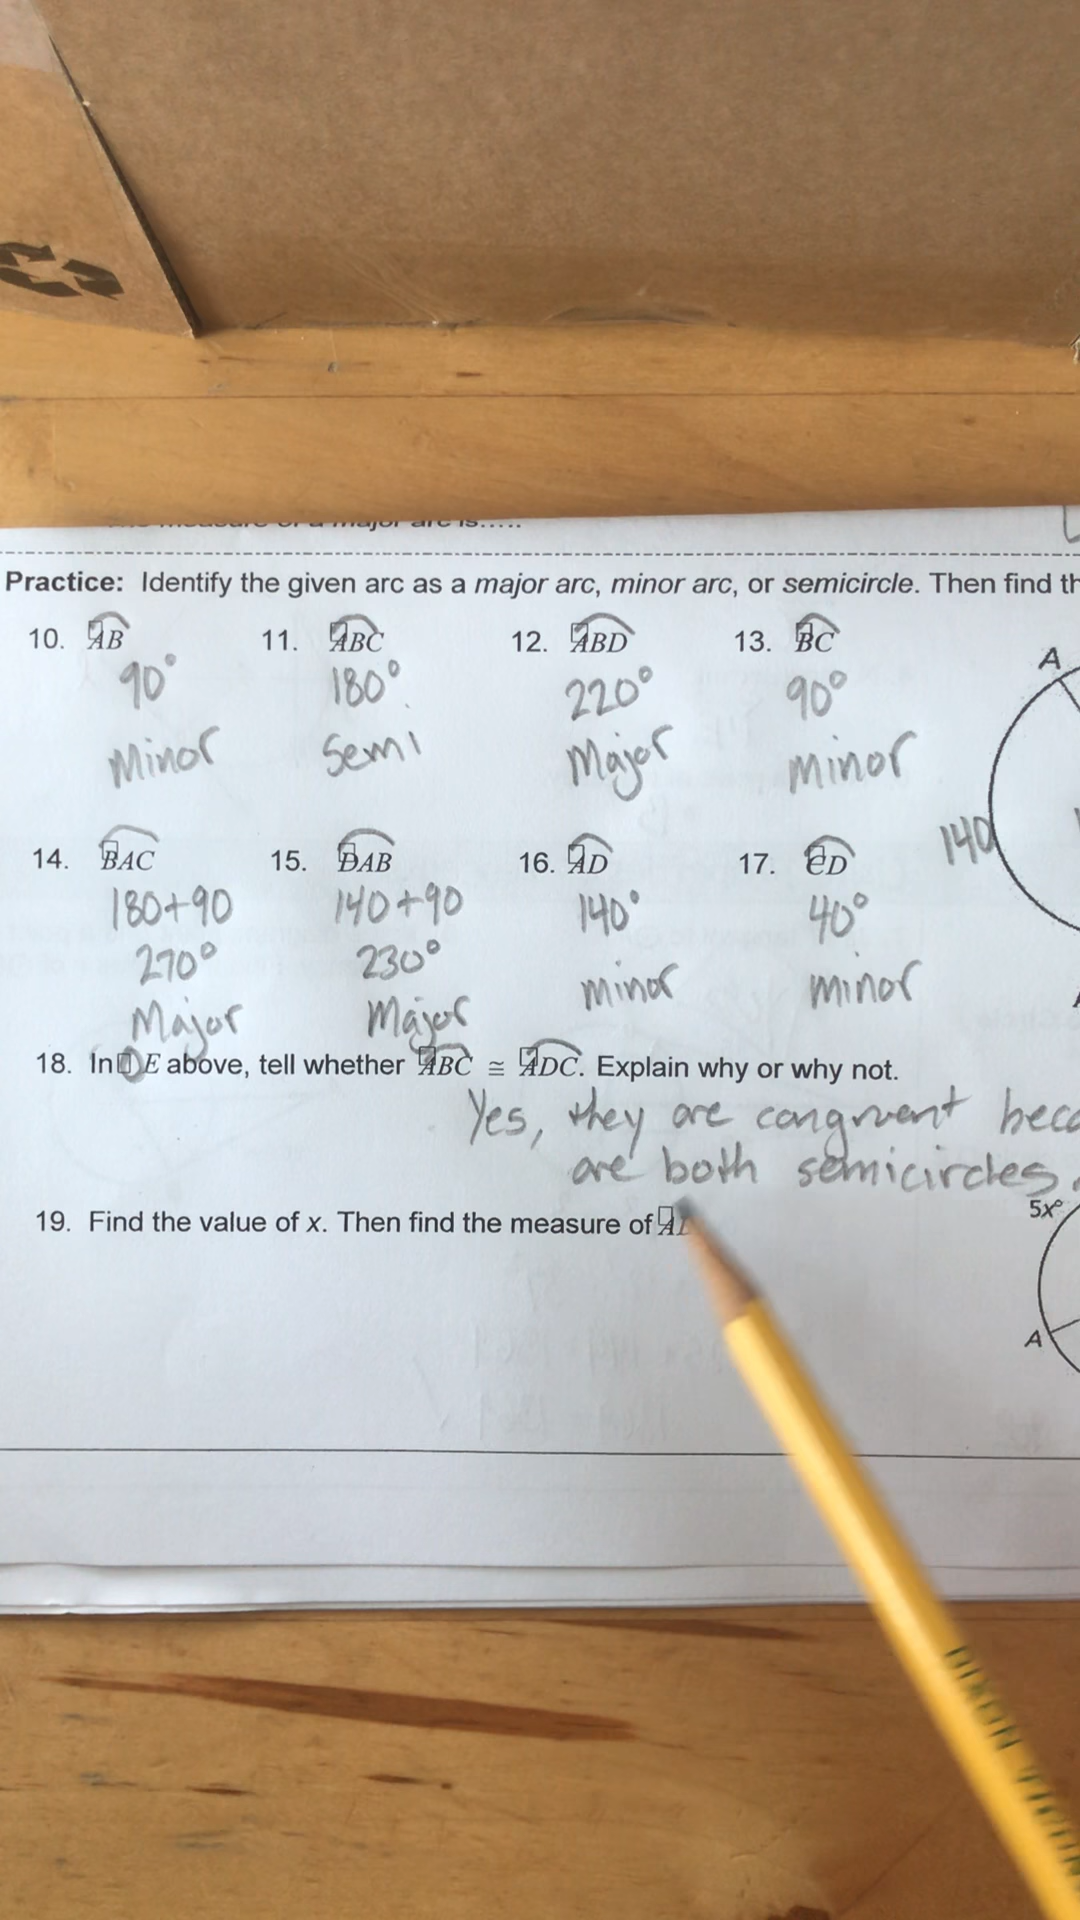 Practice: Identify the given arc as a major arc, minor arc, or semicircle. Then find
10. AB 11. ABC 12. ABD 13. BC
A
90° 180° 220° 90°
Minor Semi Major minor
140
14. BAC 15. DAB 16. AD 17. CD
180+90 140+90 140° 40°
270° 230° minor minor
Major Major
18. In E above, tell whether ABC ≅ ADC. Explain why or why not.
Yes, they are congruent
are both semicircles.
5x°
19. Find the value of x. Then find the measure of
A
DIXON